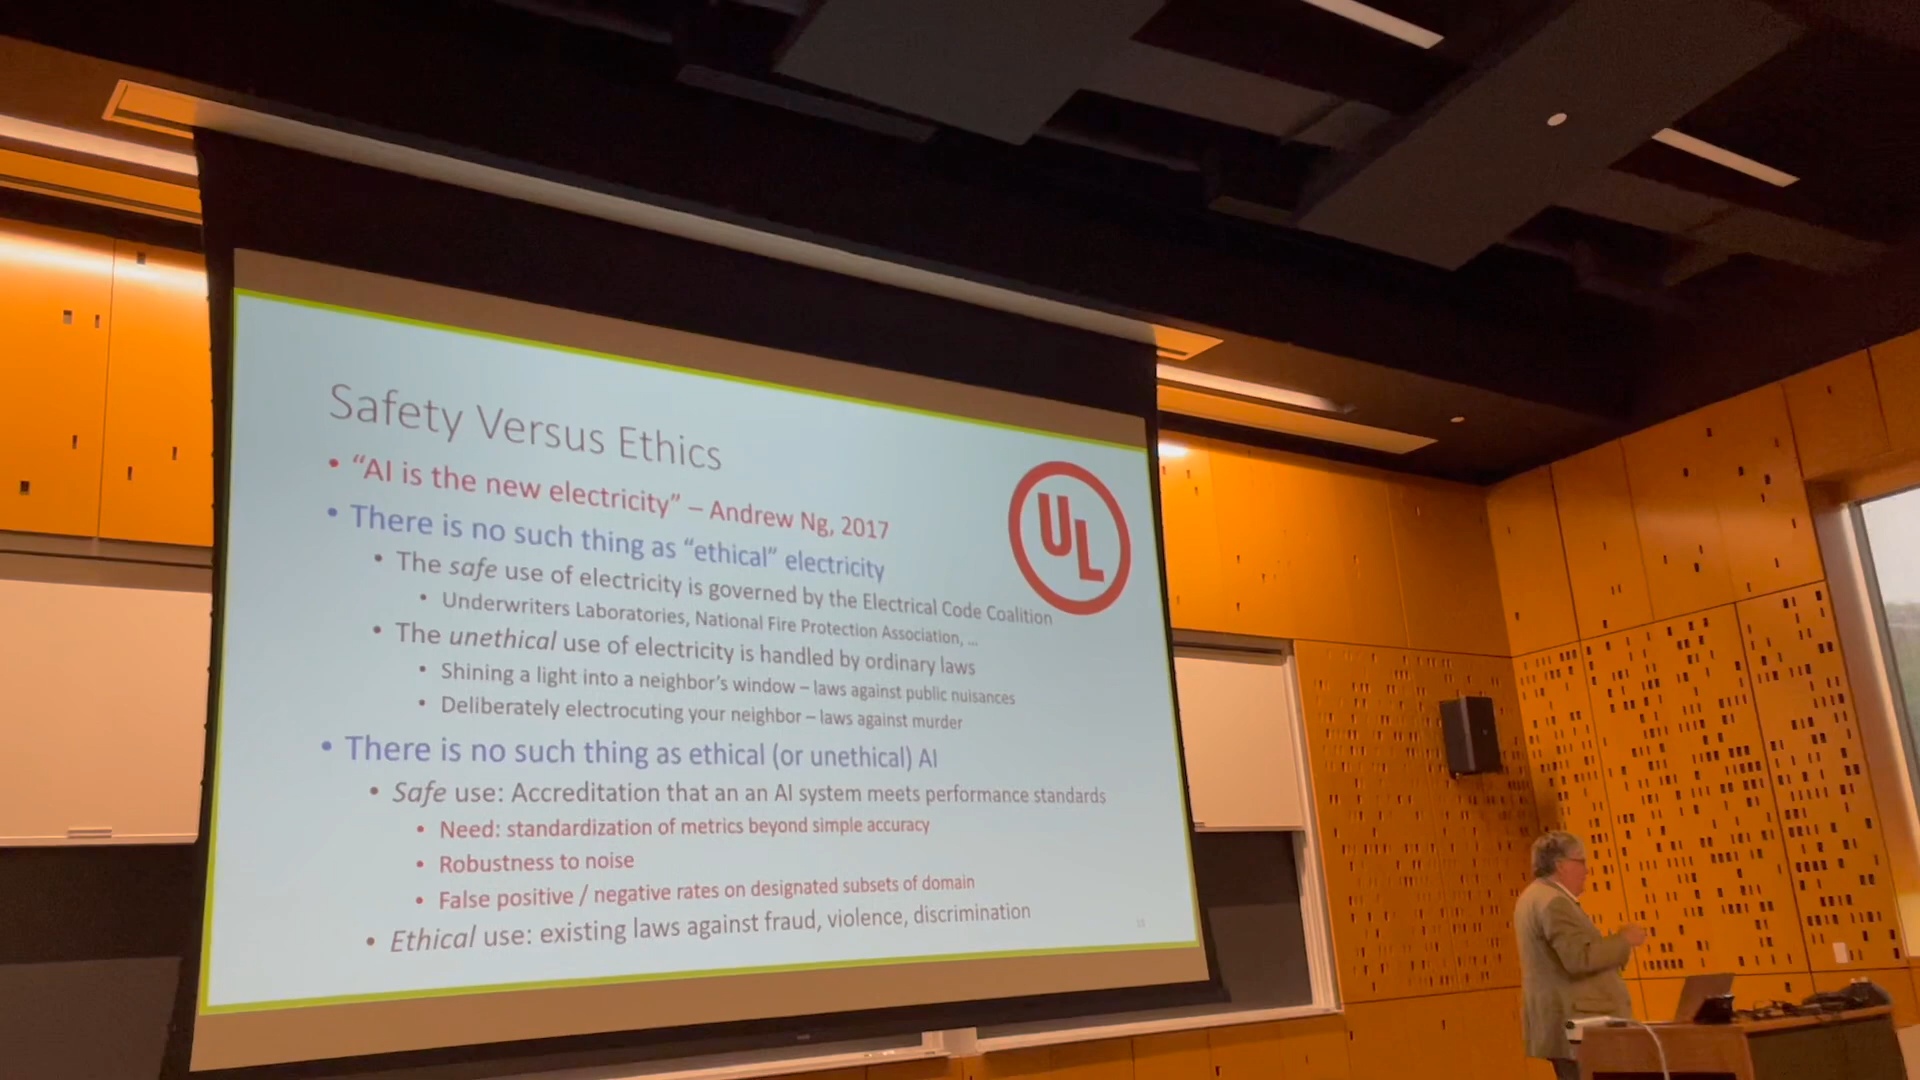 Safety Versus Ethics
• “AI is the new electricity” – Andrew Ng, 2017
• There is no such thing as “ethical” electricity
• The safe use of electricity is governed by the Electrical Code Coalition
• Underwriters Laboratories, National Fire Protection Association, ...
• The unethical use of electricity is handled by ordinary laws
• Shining a light into a neighbor’s window – laws against public nuisances
• Deliberately electrocuting your neighbor – laws against murder
• There is no such thing as ethical (or unethical) AI
• Safe use: Accreditation that an an AI system meets performance standards
• Need: standardization of metrics beyond simple accuracy
• Robustness to noise
• False positive / negative rates on designated subsets of domain
• Ethical use: existing laws against fraud, violence, discrimination
UL